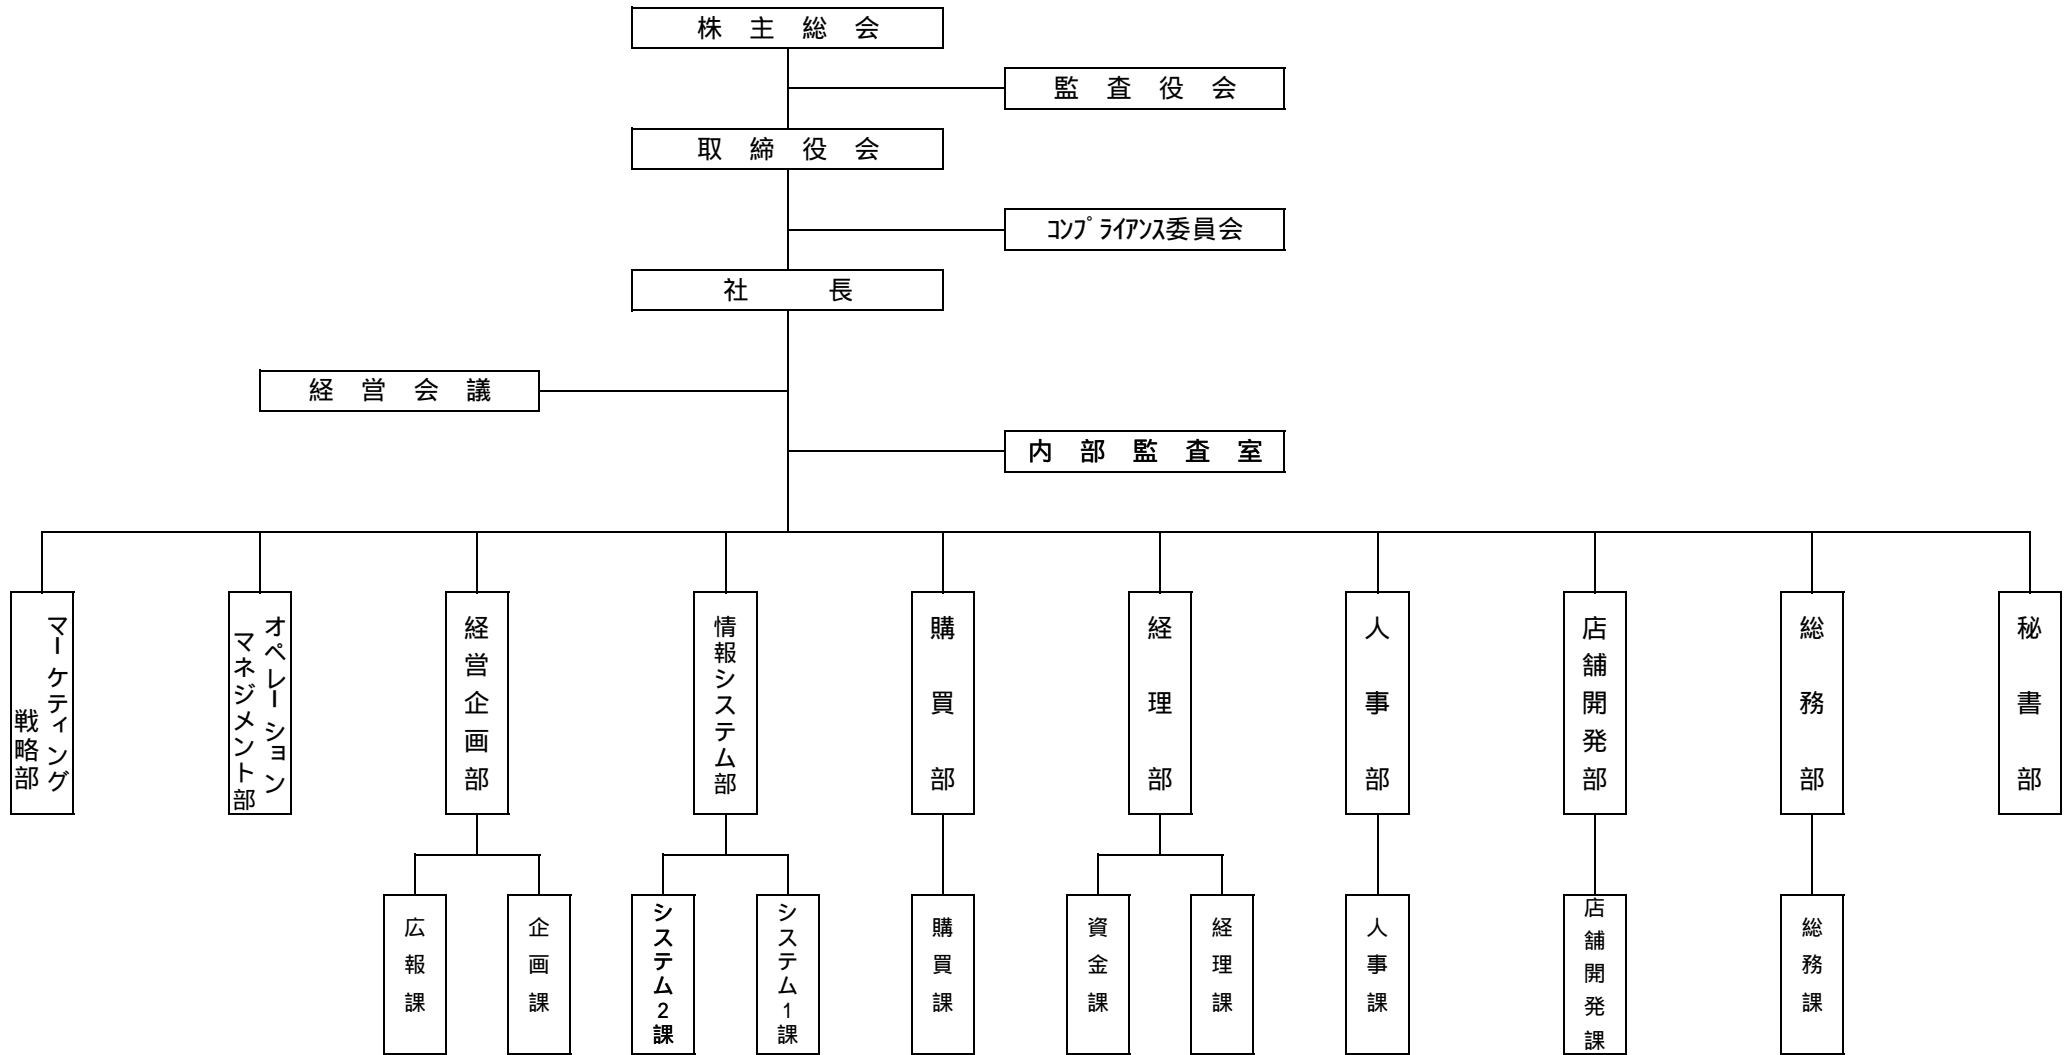 株主総会
監査役会
取締役会
ｺﾝﾌﾟﾗｲｱﾝｽ委員会
社長
経営会議
内部監査室
マーケティング
戦略部
オペレーション
マネジメント部
経営企画部
情報システム部
購買部
経理部
人事部
店舗開発部
総務部
秘書部
広報課
企画課
システム2課
システム1課
購買課
資金課
経理課
人事課
店舗開発課
総務課